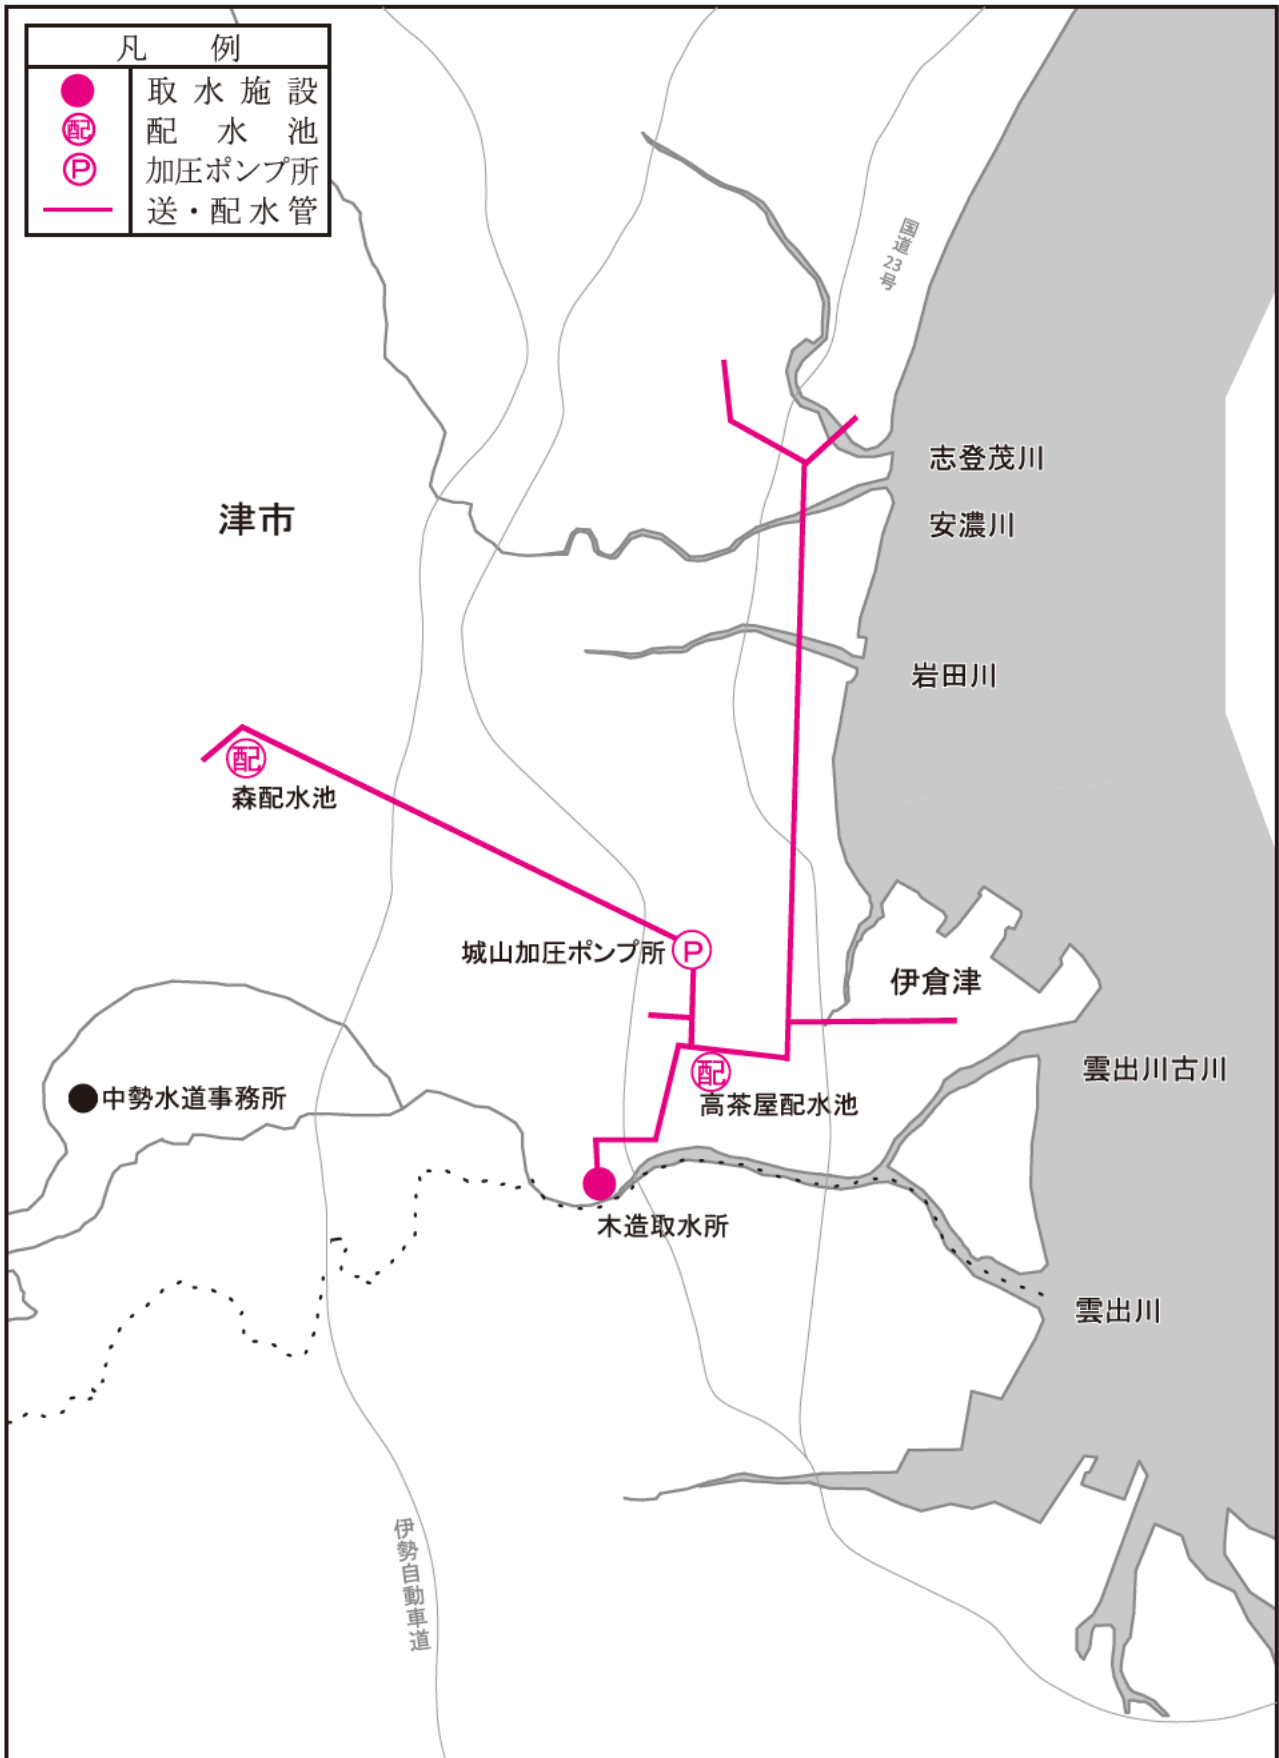 凡　例
取水施設
配
配水池
P
加圧ポンプ所
送・配水管
国道23号
志登茂川
津市
安濃川
岩田川
配
森配水池
城山加圧ポンプ所
P
伊倉津
雲出川古川
配
高茶屋配水池
中勢水道事務所
木造取水所
雲出川
伊勢自動車道